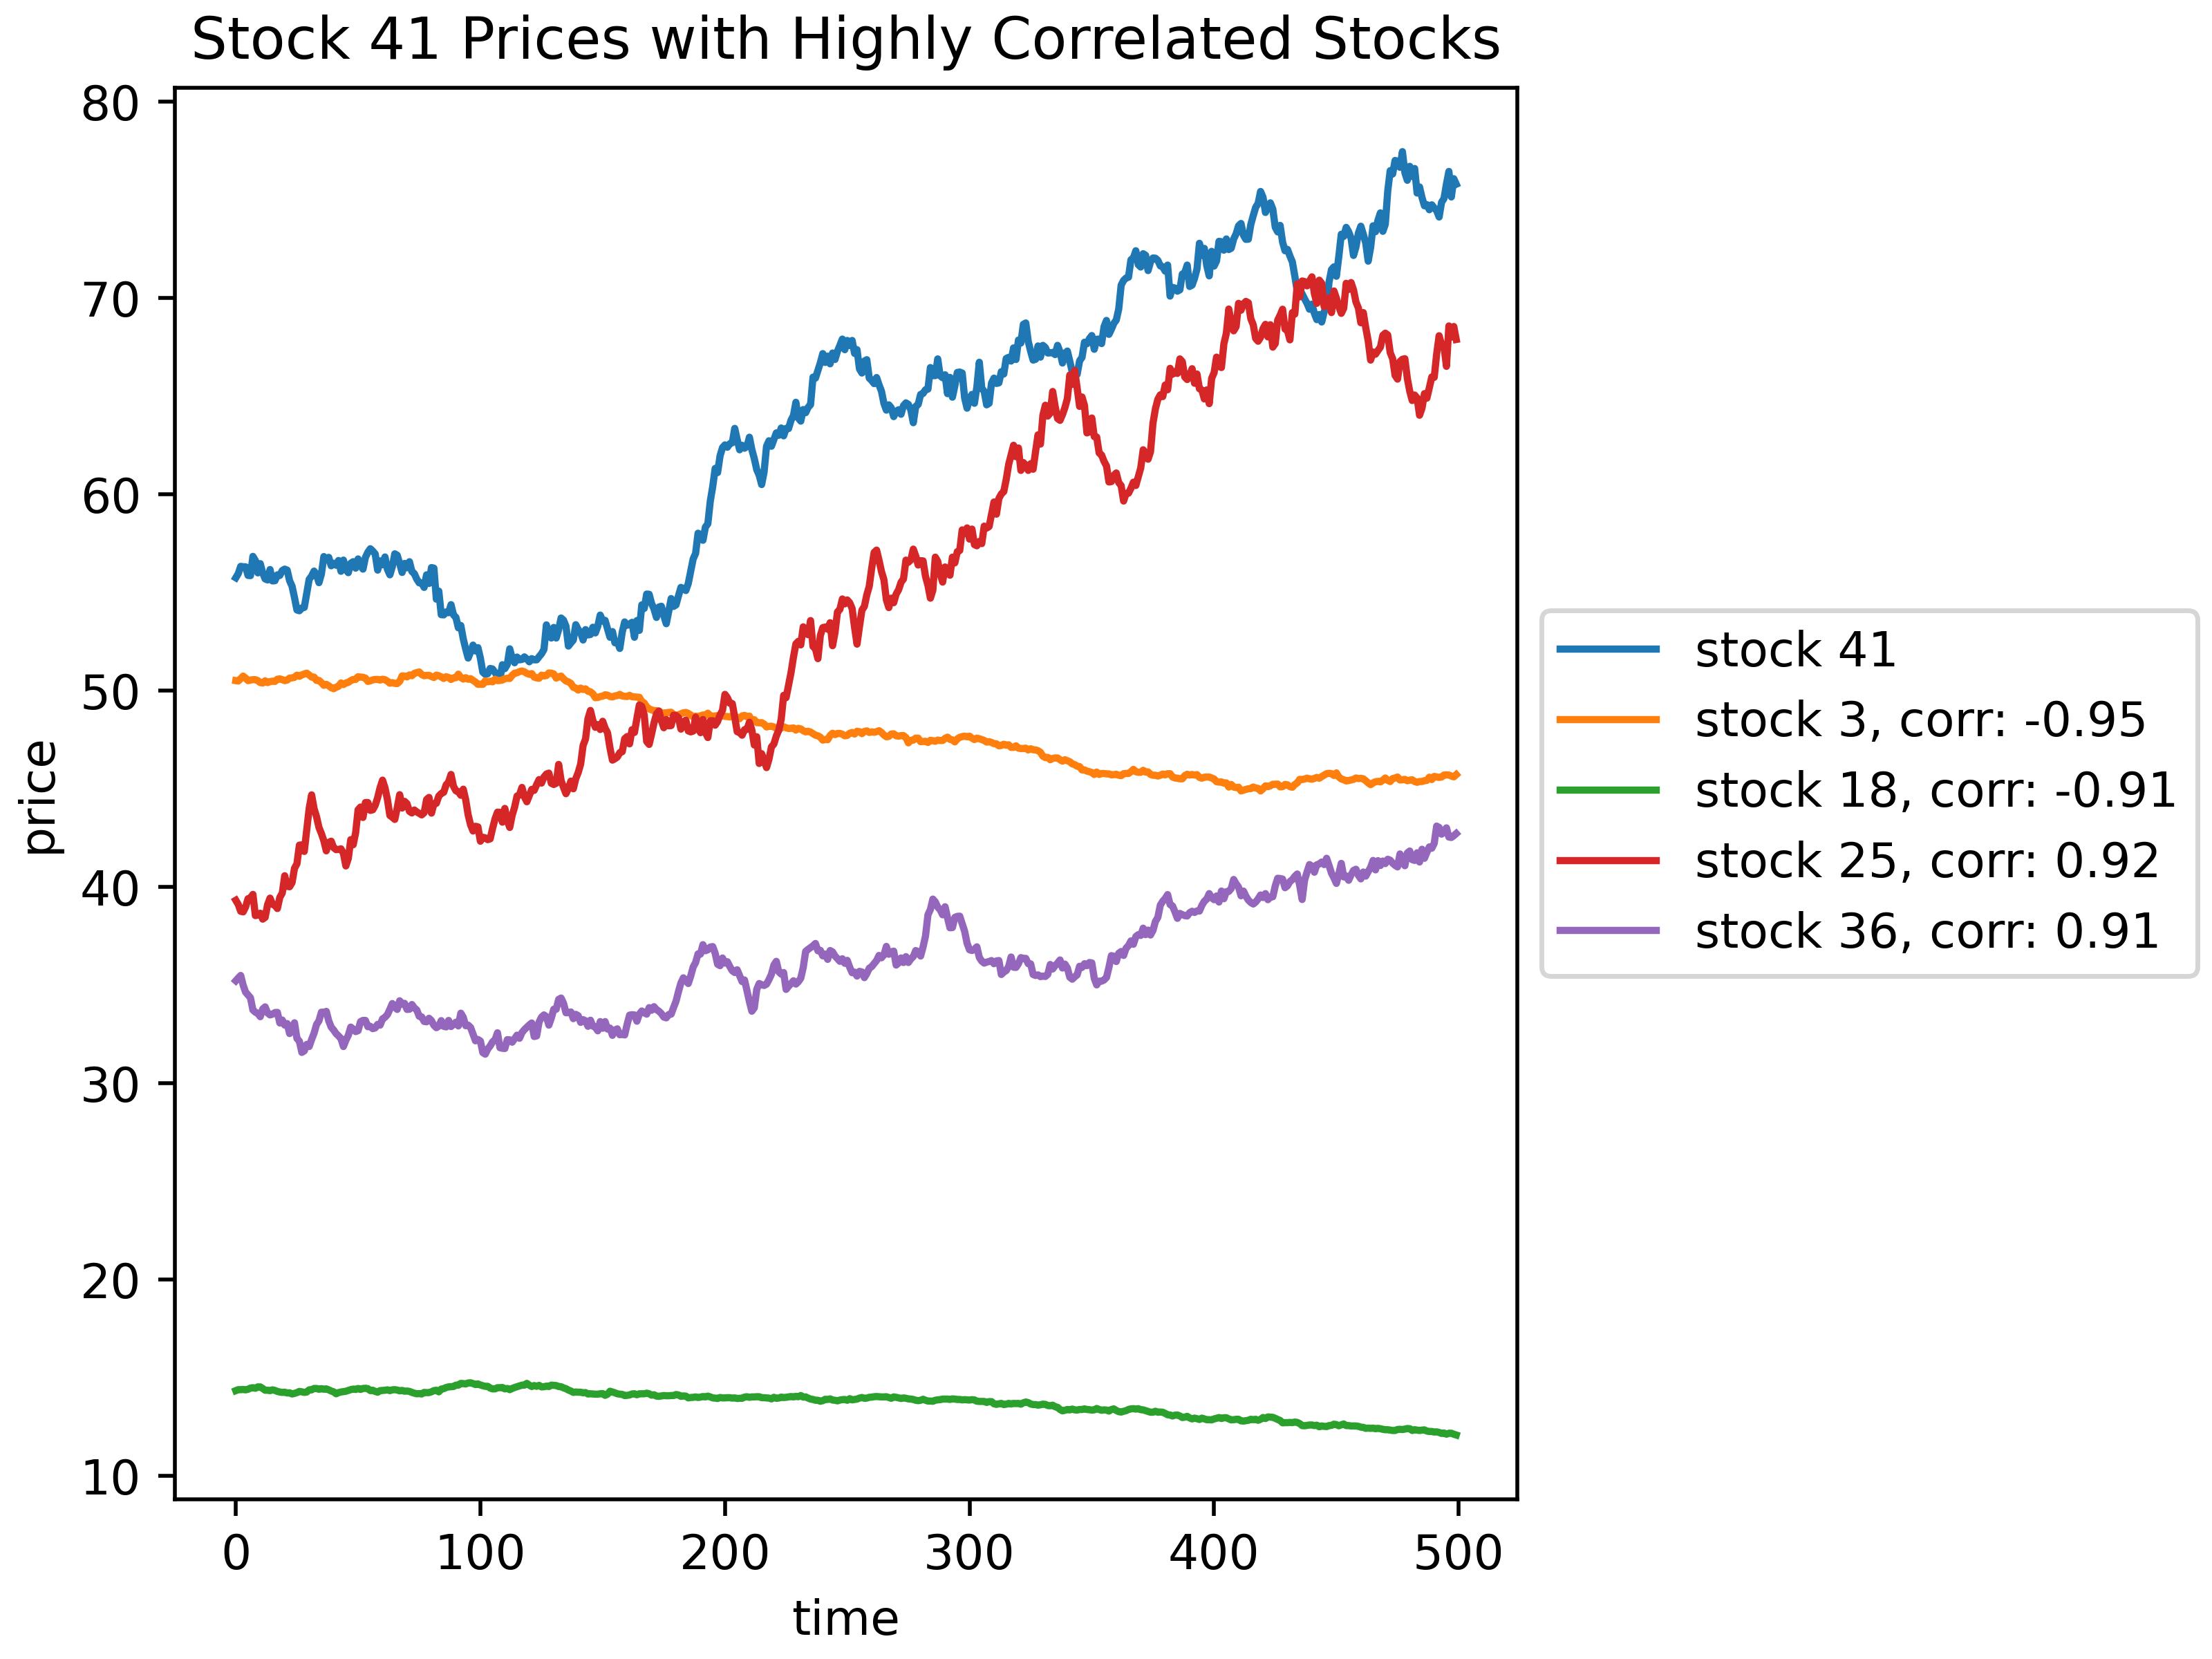 Stock 41 Prices with Highly Correlated Stocks
80
70
60
50
40
30
20
10
price
0 100 200 300 400 500
time
stock 41
stock 3, corr: -0.95
stock 18, corr: -0.91
stock 25, corr: 0.92
stock 36, corr: 0.91